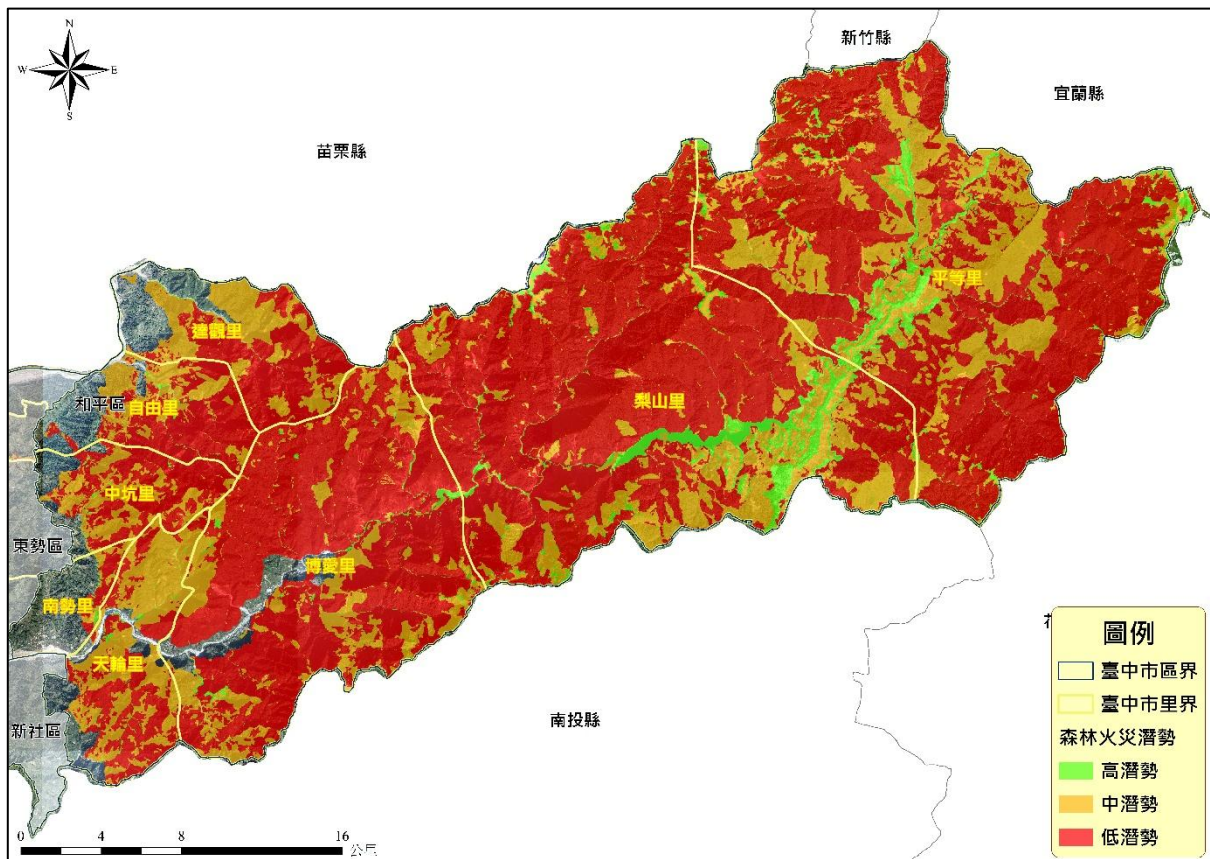 N
W
E
S
新竹縣
宜蘭縣
苗栗縣
平等里
達觀里
和平區
自由里
梨山里
中坑里
東勢區
博愛里
南勢里
天輪里
新社區
南投縣
花
圖例
臺中市區界
臺中市里界
森林火災潛勢
高潛勢
中潛勢
低潛勢
0 4 8 16
公里